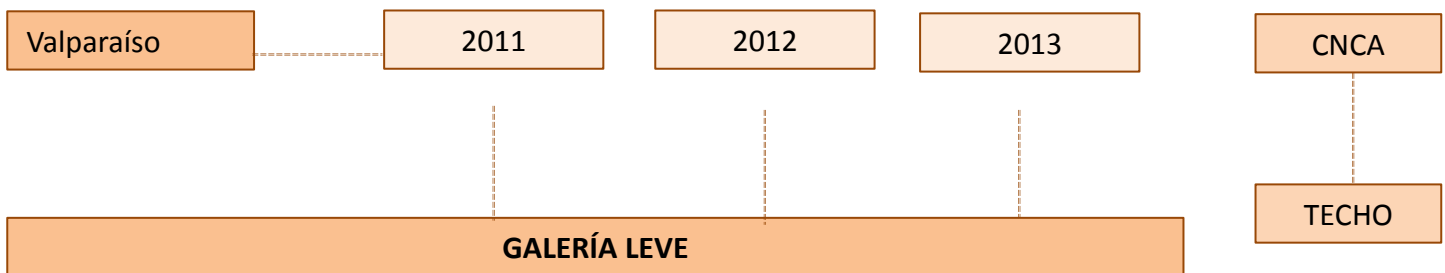 Valparaíso
2011
2012
2013
CNCA
TECHO
GALERÍA LEVE